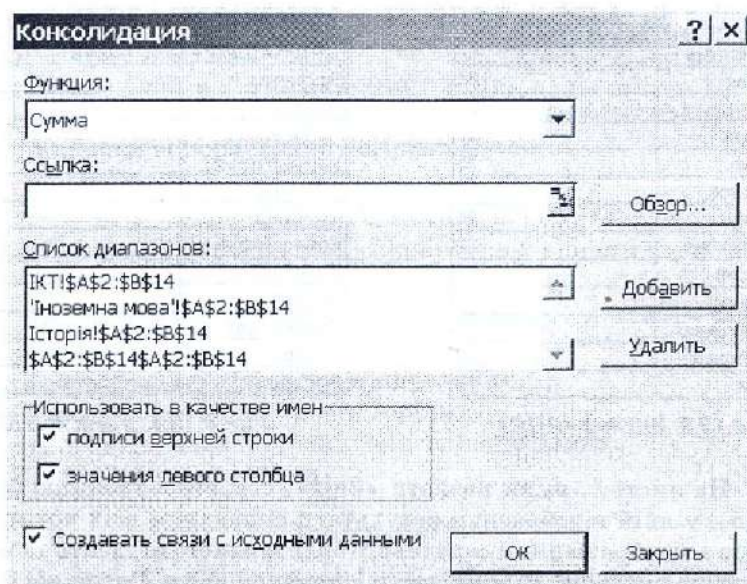 Консолидация
Функция:
Сумма
Ссылка:
Обзор...
Список диапазонов:
ІКТ!$A$2:$B$14
'Іноземна мова'!$A$2:$B$14
Історія!$A$2:$B$14
$A$2:$B$14$A$2:$B$14
Добавить
Удалить
Использовать в качестве имен
подписи верхней строки
значения левого столбца
Создавать связи с исходными данными
ОК
Закрыть